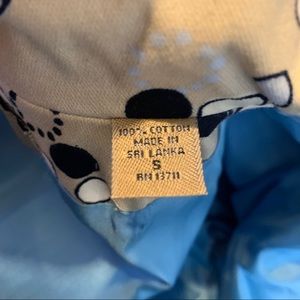 100% COTTON
MADE IN
SRI LANKA
S
RN 13711